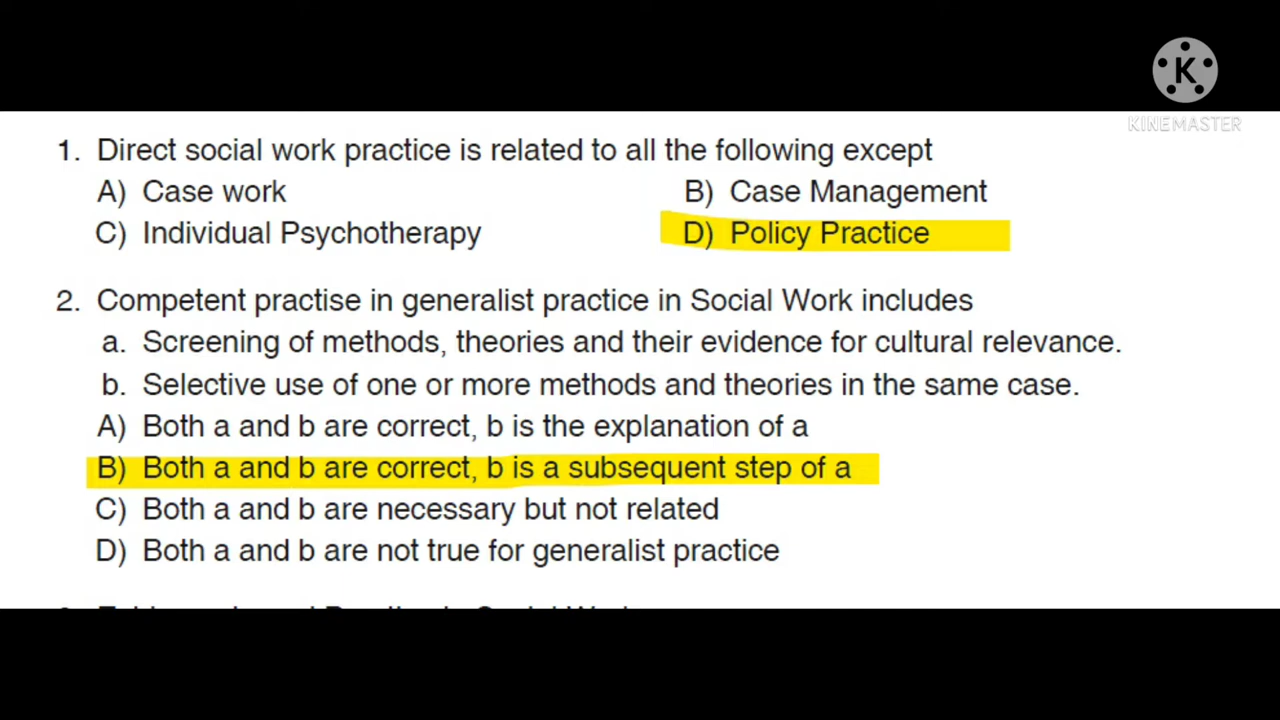 K
KINEMASTER
1. Direct social work practice is related to all the following except
A) Case work B) Case Management
C) Individual Psychotherapy D) Policy Practice
2. Competent practise in generalist practice in Social Work includes
a. Screening of methods, theories and their evidence for cultural relevance.
b. Selective use of one or more methods and theories in the same case.
A) Both a and b are correct, b is the explanation of a
B) Both a and b are correct, b is a subsequent step of a
C) Both a and b are necessary but not related
D) Both a and b are not true for generalist practice